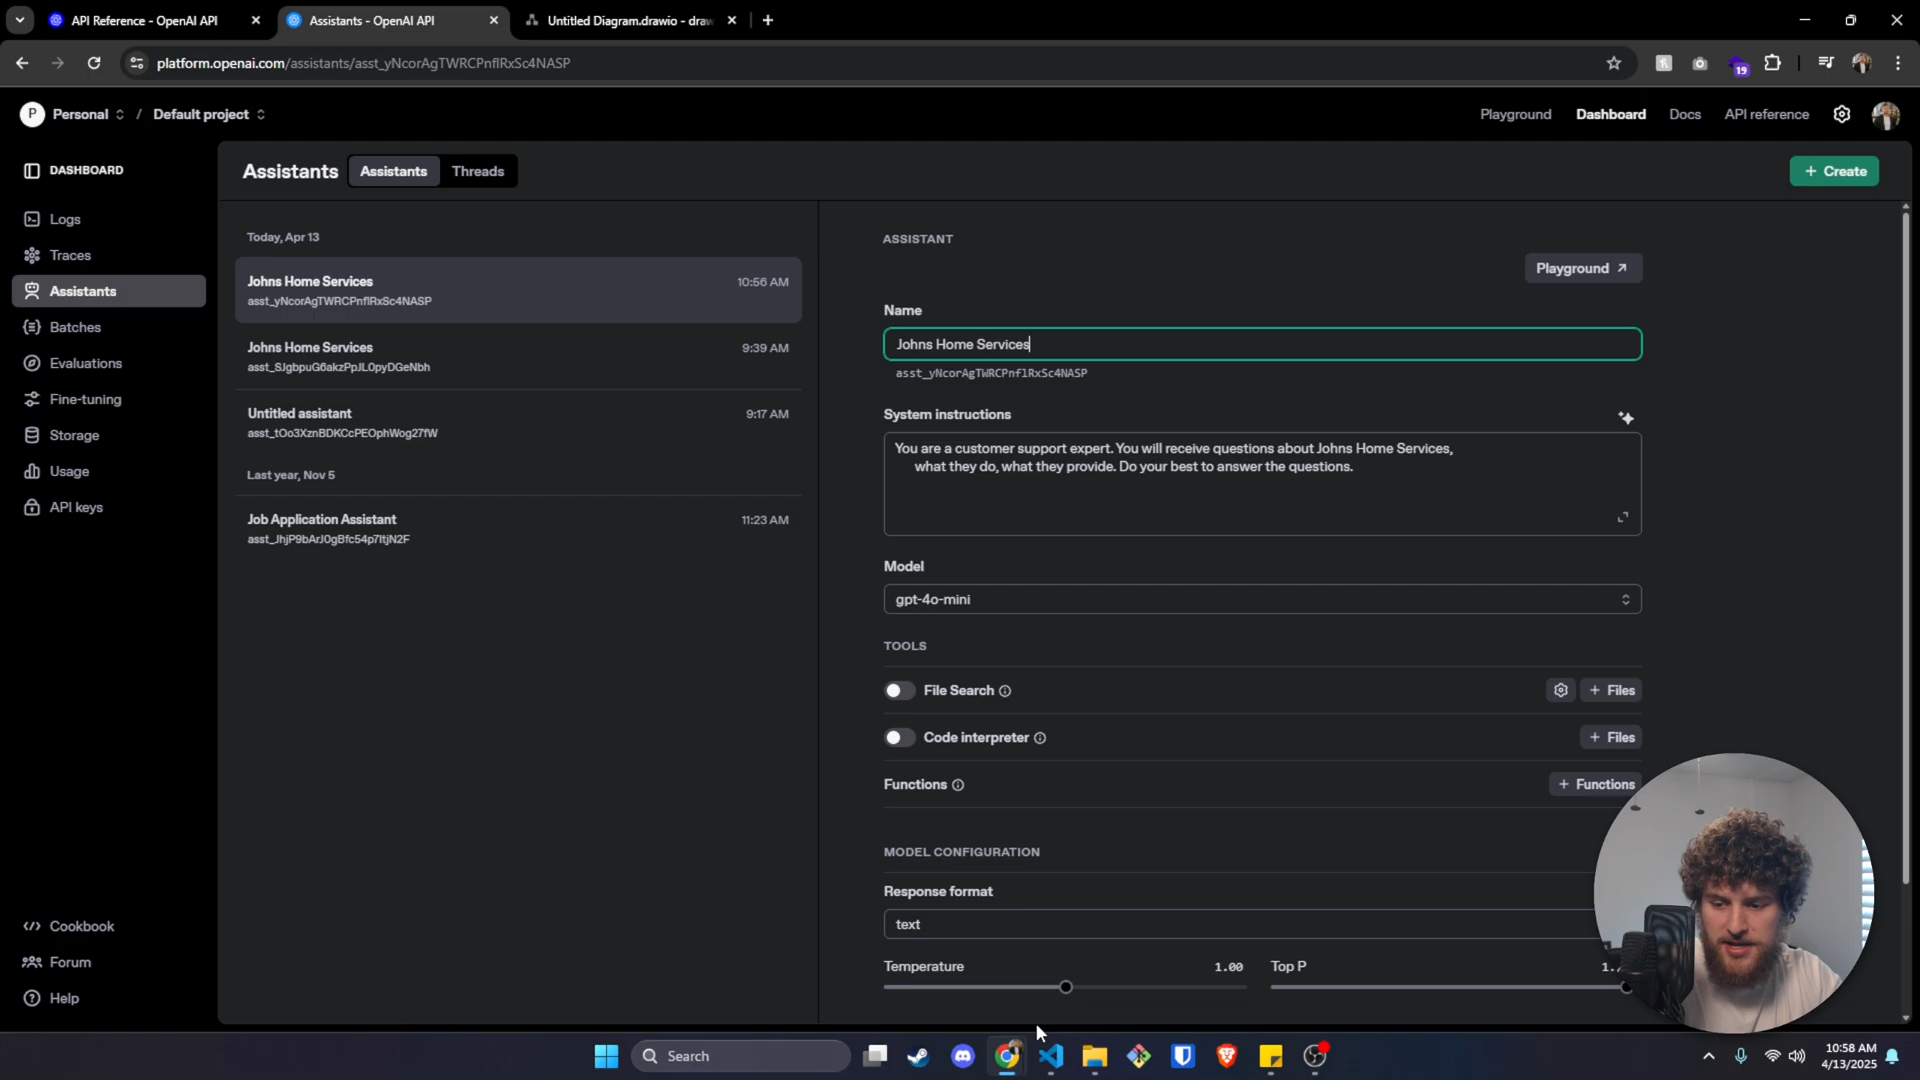 API Reference - OpenAI API
Assistants - OpenAI API
Untitled Diagram.drawio - draw
platform.openai.com/assistants/asst_yNcorAgTWRCPnflRxSc4NASP
19
P Personal / Default project
Playground Dashboard Docs API reference
DASHBOARD
Logs
Traces
Assistants
Batches
Evaluations
Fine-tuning
Storage
Usage
API keys
Cookbook
Forum
Help
Assistants Assistants Threads
+ Create
Today, Apr 13
Johns Home Services 10:56 AM
asst_yNcorAgTWRCPnflRxSc4NASP
Johns Home Services 9:39 AM
asst_SJgbpuG6akzPpJL0pyDGeNbh
Untitled assistant 9:17 AM
asst_tOo3XznBDKCcPEOphWog27fW
Last year, Nov 5
Job Application Assistant 11:23 AM
asst_JhjP9bArJ0gBfc54p7ltjN2F
ASSISTANT
Playground
Name
Johns Home Services
asst_yNcorAgTWRCPnflRxSc4NASP
System instructions
You are a customer support expert. You will receive questions about Johns Home Services,
what they do, what they provide. Do your best to answer the questions.
Model
gpt-4o-mini
TOOLS
File Search + Files
Code interpreter + Files
Functions + Functions
MODEL CONFIGURATION
Response format
text
Temperature 1.00
Top P
Search
10:58 AM
4/13/2025